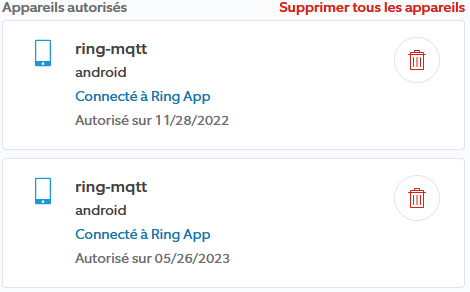 Appareils autorisés
Supprimer tous les appareils
ring-mqtt
android
Connecté à Ring App
Autorisé sur 11/28/2022
ring-mqtt
android
Connecté à Ring App
Autorisé sur 05/26/2023